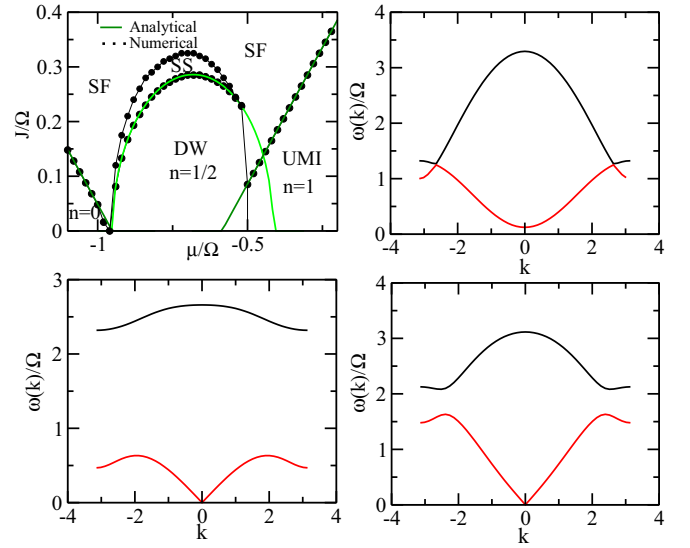 Analytical
Numerical
SF
SS
SF
DW
n=1/2
UMI
n=1
n=0
J/Ω
0
0.1
0.2
0.3
0.4
-1
-0.5
μ/Ω
ω(k)/Ω
0
1
2
3
4
-4
-2
0
2
4
k
ω(k)/Ω
0
1
2
3
-4
-2
0
2
4
k
ω(k)/Ω
0
1
2
3
4
-4
-2
0
2
4
k